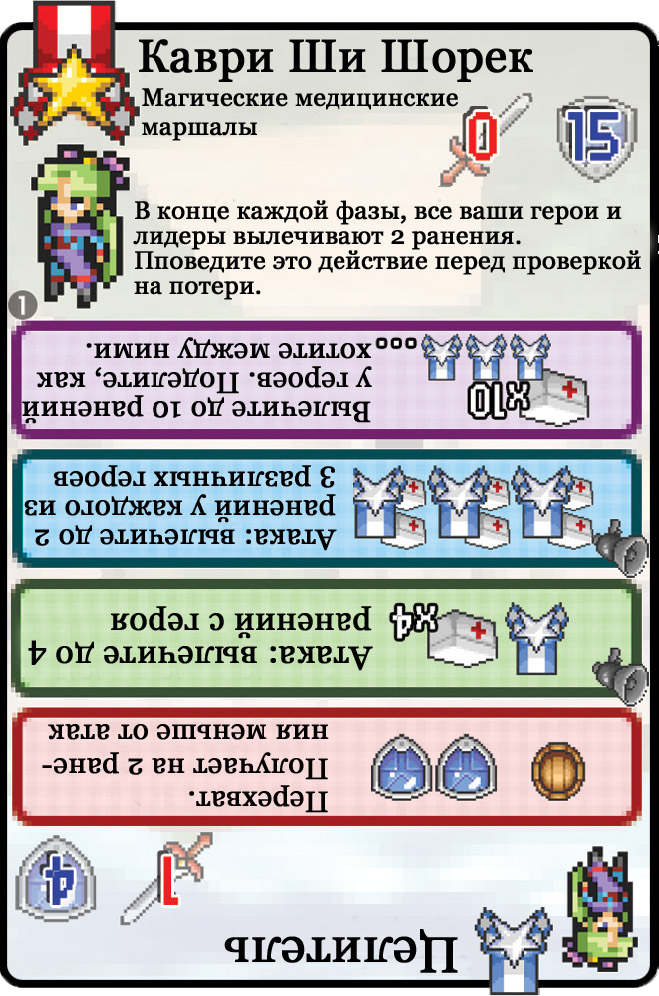 Каври Ши Шорек
Магические медицинские
маршалы
0
15
В конце каждой фазы, все ваши герои и
лидеры вылечивают 2 ранения.
Пповедите это действие перед проверкой
на потери.
1
Целитель
1
4
Перехват.
Получает на 2 ране-
ния меньше от атак
Атака: вылечите до 4
ранений с героя
x4
Атака: вылечите до 2
ранений у каждого из
3 различных героев
Вылечите до 10 ранений
у героев. Поделите, как
хотите между ними.
x10
...